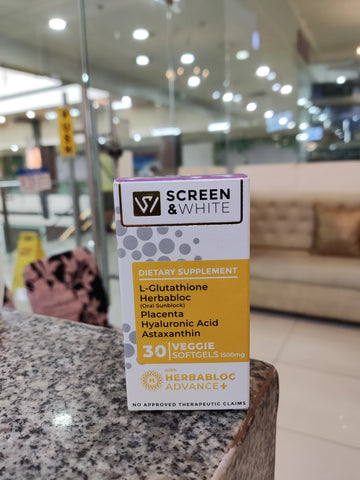 SCREEN
&WHITE
DIETARY SUPPLEMENT
L-Glutathione
Herbabloc
(Oral Sunblock)
Placenta
Hyaluronic Acid
Astaxanthin
30 VEGGIE
SOFTGELS 1500mg
with
HERBABLOC
ADVANCE+
NO APPROVED THERAPEUTIC CLAIMS